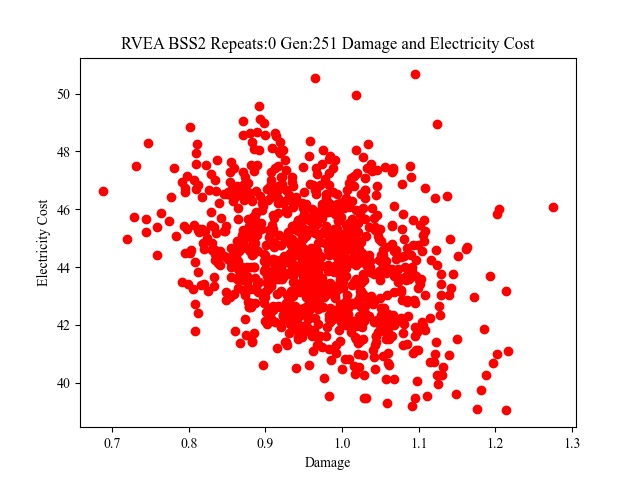 RVEA BSS2 Repeats:0 Gen:251 Damage and Electricity Cost
50
48
46
44
42
40
Electricity Cost
0.7 0.8 0.9 1.0 1.1 1.2 1.3
Damage